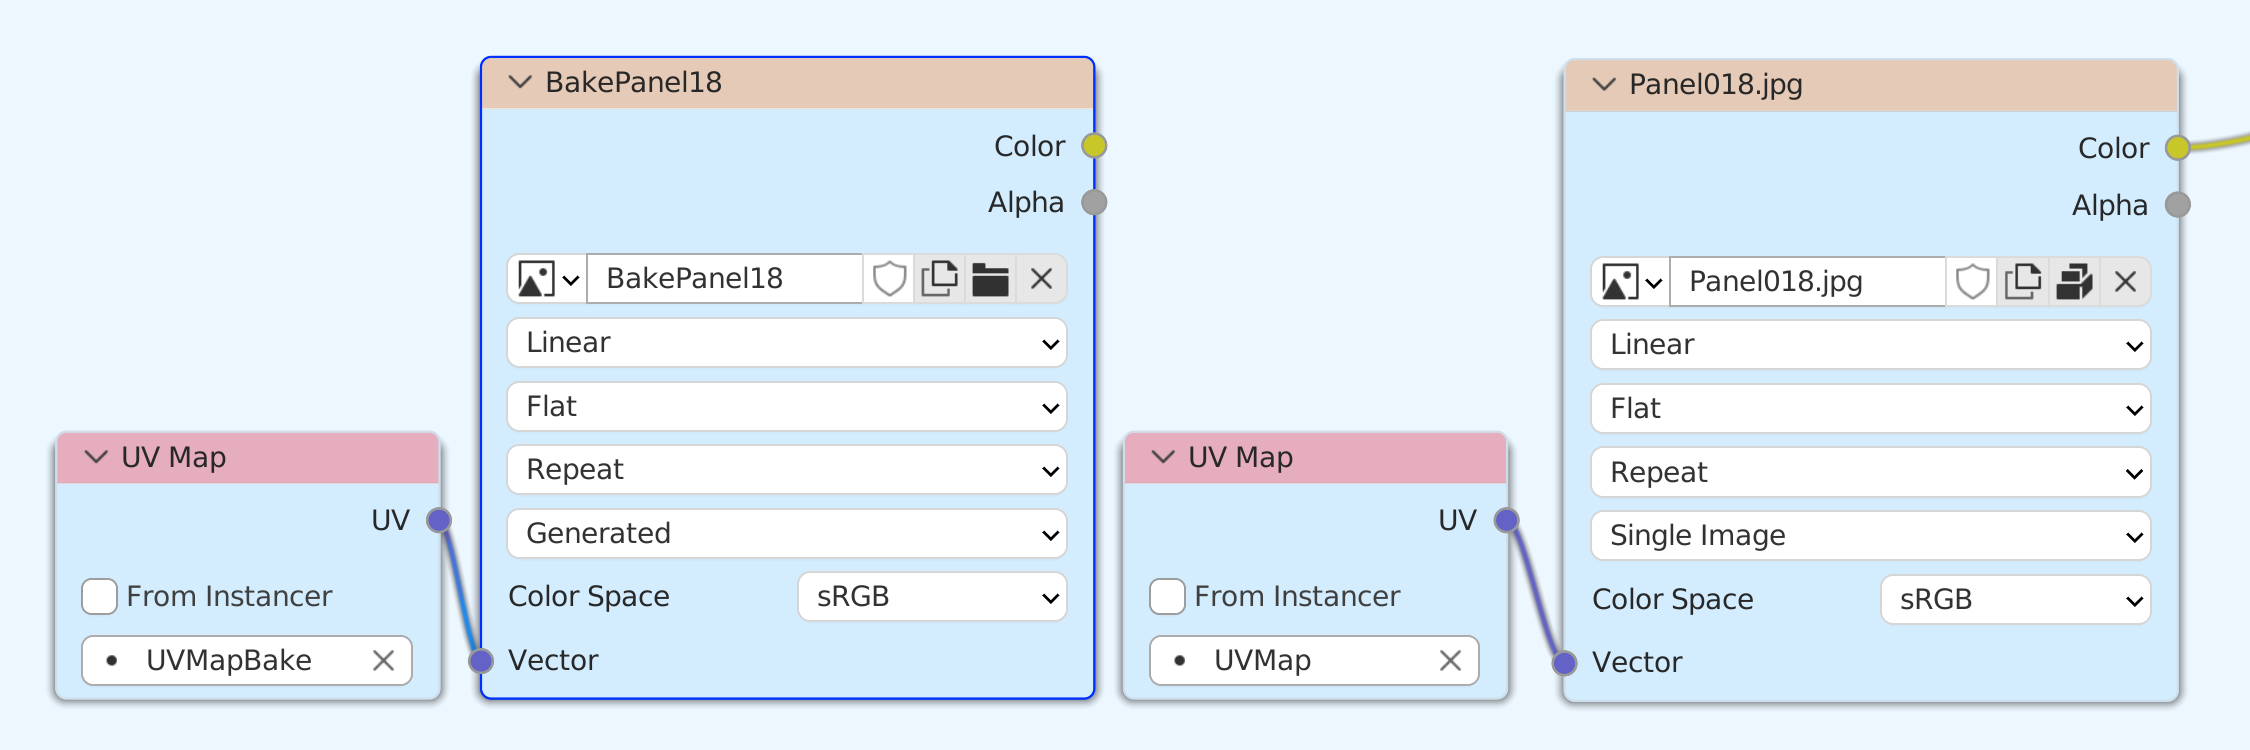 BakePanel18
Color
Alpha
BakePanel18
Linear
Flat
Repeat
Generated
Color Space sRGB
Vector
UV Map
UV
From Instancer
UVMapBake
Panel018.jpg
Color
Alpha
Panel018.jpg
Linear
Flat
Repeat
Single Image
Color Space sRGB
Vector
UV Map
UV
From Instancer
UVMap